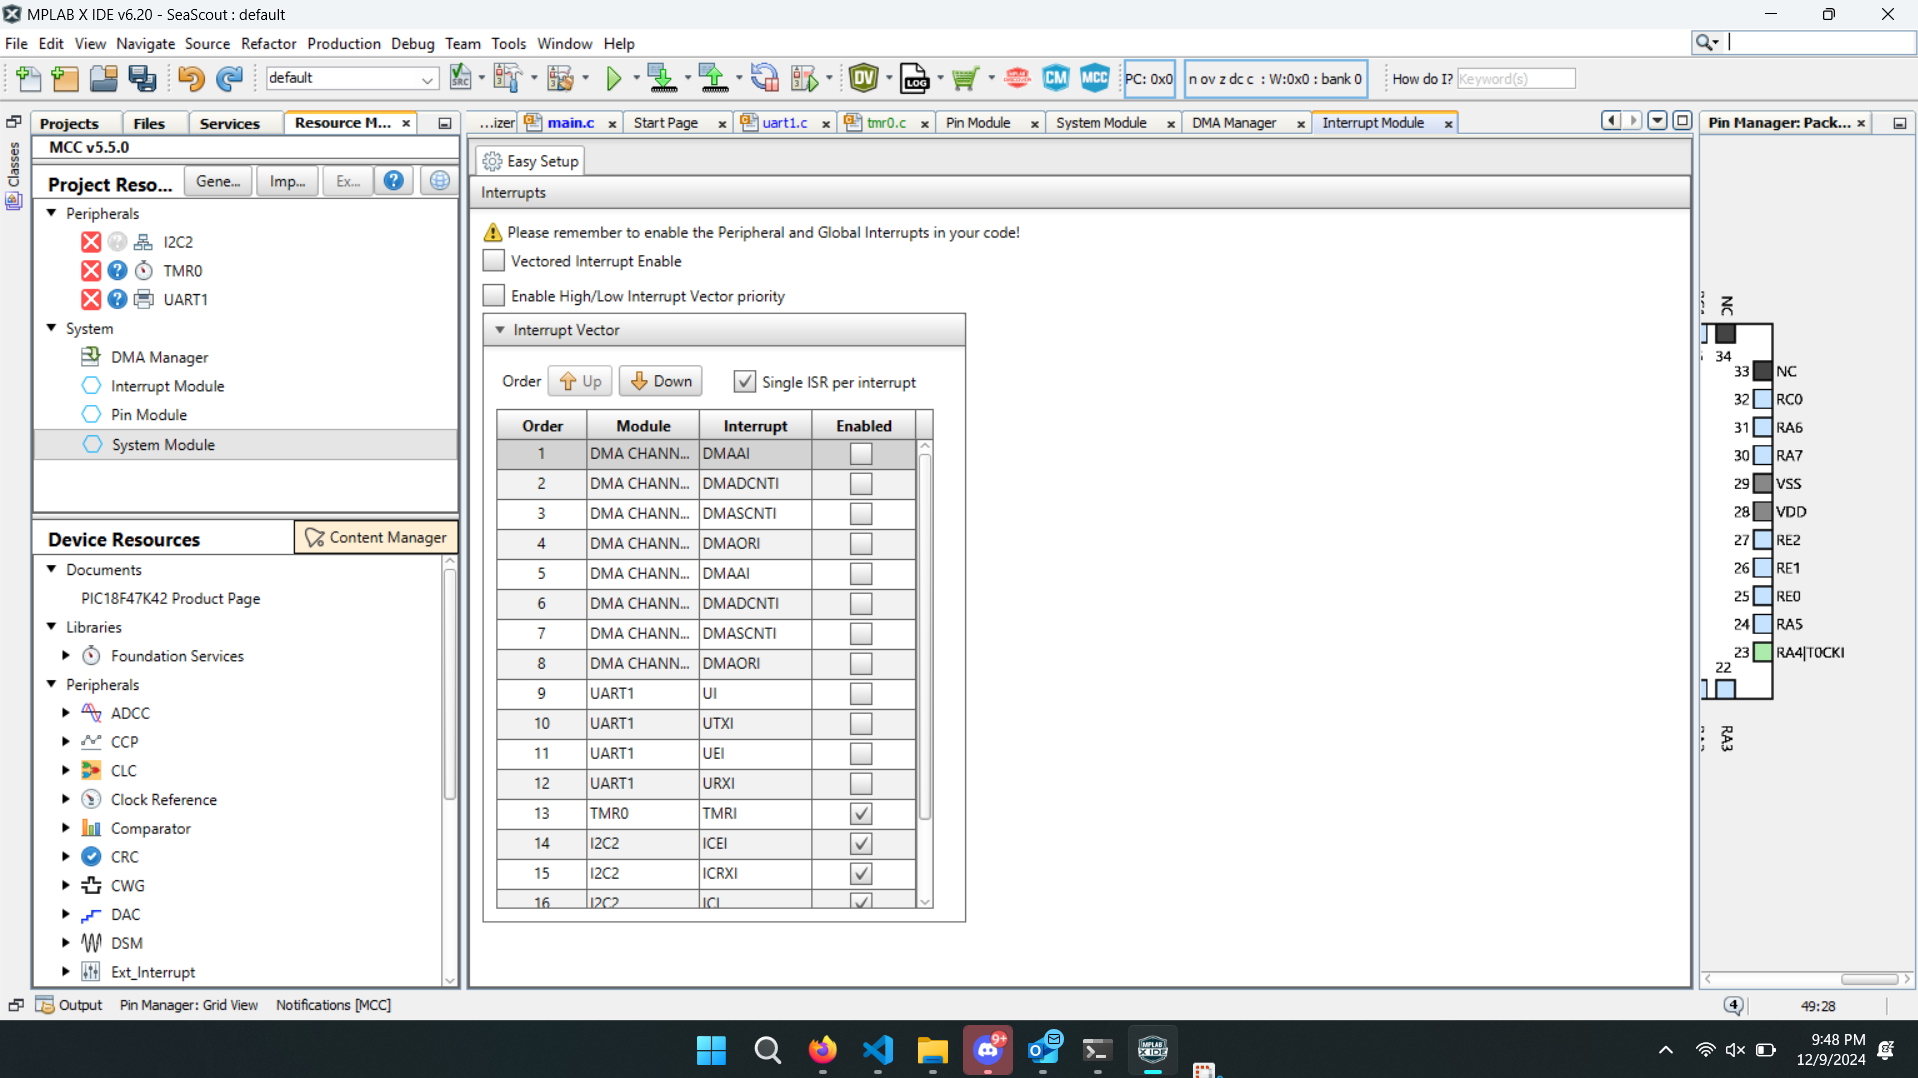 MPLAB X IDE v6.20 - SeaScout : default
File Edit View Navigate Source Refactor Production Debug Team Tools Window Help
default
PC: 0x0
n ov z dc c : W:0x0 : bank 0
How do I? Keyword(s)
Projects Files Services Resource M...
...izer main.c Start Page uart1.c tmr0.c Pin Module System Module DMA Manager Interrupt Module
Pin Manager: Pack...
Classes
MCC v5.5.0
Project Reso... Gene... Imp... Ex...
Peripherals
I2C2
TMR0
UART1
System
DMA Manager
Interrupt Module
Pin Module
System Module
Device Resources Content Manager
Documents
PIC18F47K42 Product Page
Libraries
Foundation Services
Peripherals
ADCC
CCP
CLC
Clock Reference
Comparator
CRC
CWG
DAC
DSM
Ext_Interrupt
Easy Setup
Interrupts
Please remember to enable the Peripheral and Global Interrupts in your code!
Vectored Interrupt Enable
Enable High/Low Interrupt Vector priority
Interrupt Vector
Order Up Down Single ISR per interrupt
Order Module Interrupt Enabled
1 DMA CHANN... DMAAI
2 DMA CHANN... DMADCNTI
3 DMA CHANN... DMASCNTI
4 DMA CHANN... DMAORI
5 DMA CHANN... DMAAI
6 DMA CHANN... DMADCNTI
7 DMA CHANN... DMASCNTI
8 DMA CHANN... DMAORI
9 UART1 UI
10 UART1 UTXI
11 UART1 UEI
12 UART1 URXI
13 TMR0 TMRI
14 I2C2 ICEI
15 I2C2 ICRXI
16 I2C2 ICI
NC
34
33 NC
32 RC0
31 RA6
30 RA7
29 VSS
28 VDD
27 RE2
26 RE1
25 RE0
24 RA5
23 RA4|T0CKI
22
RA3
Output Pin Manager: Grid View Notifications [MCC]
4
49:28
9+
9:48 PM
12/9/2024